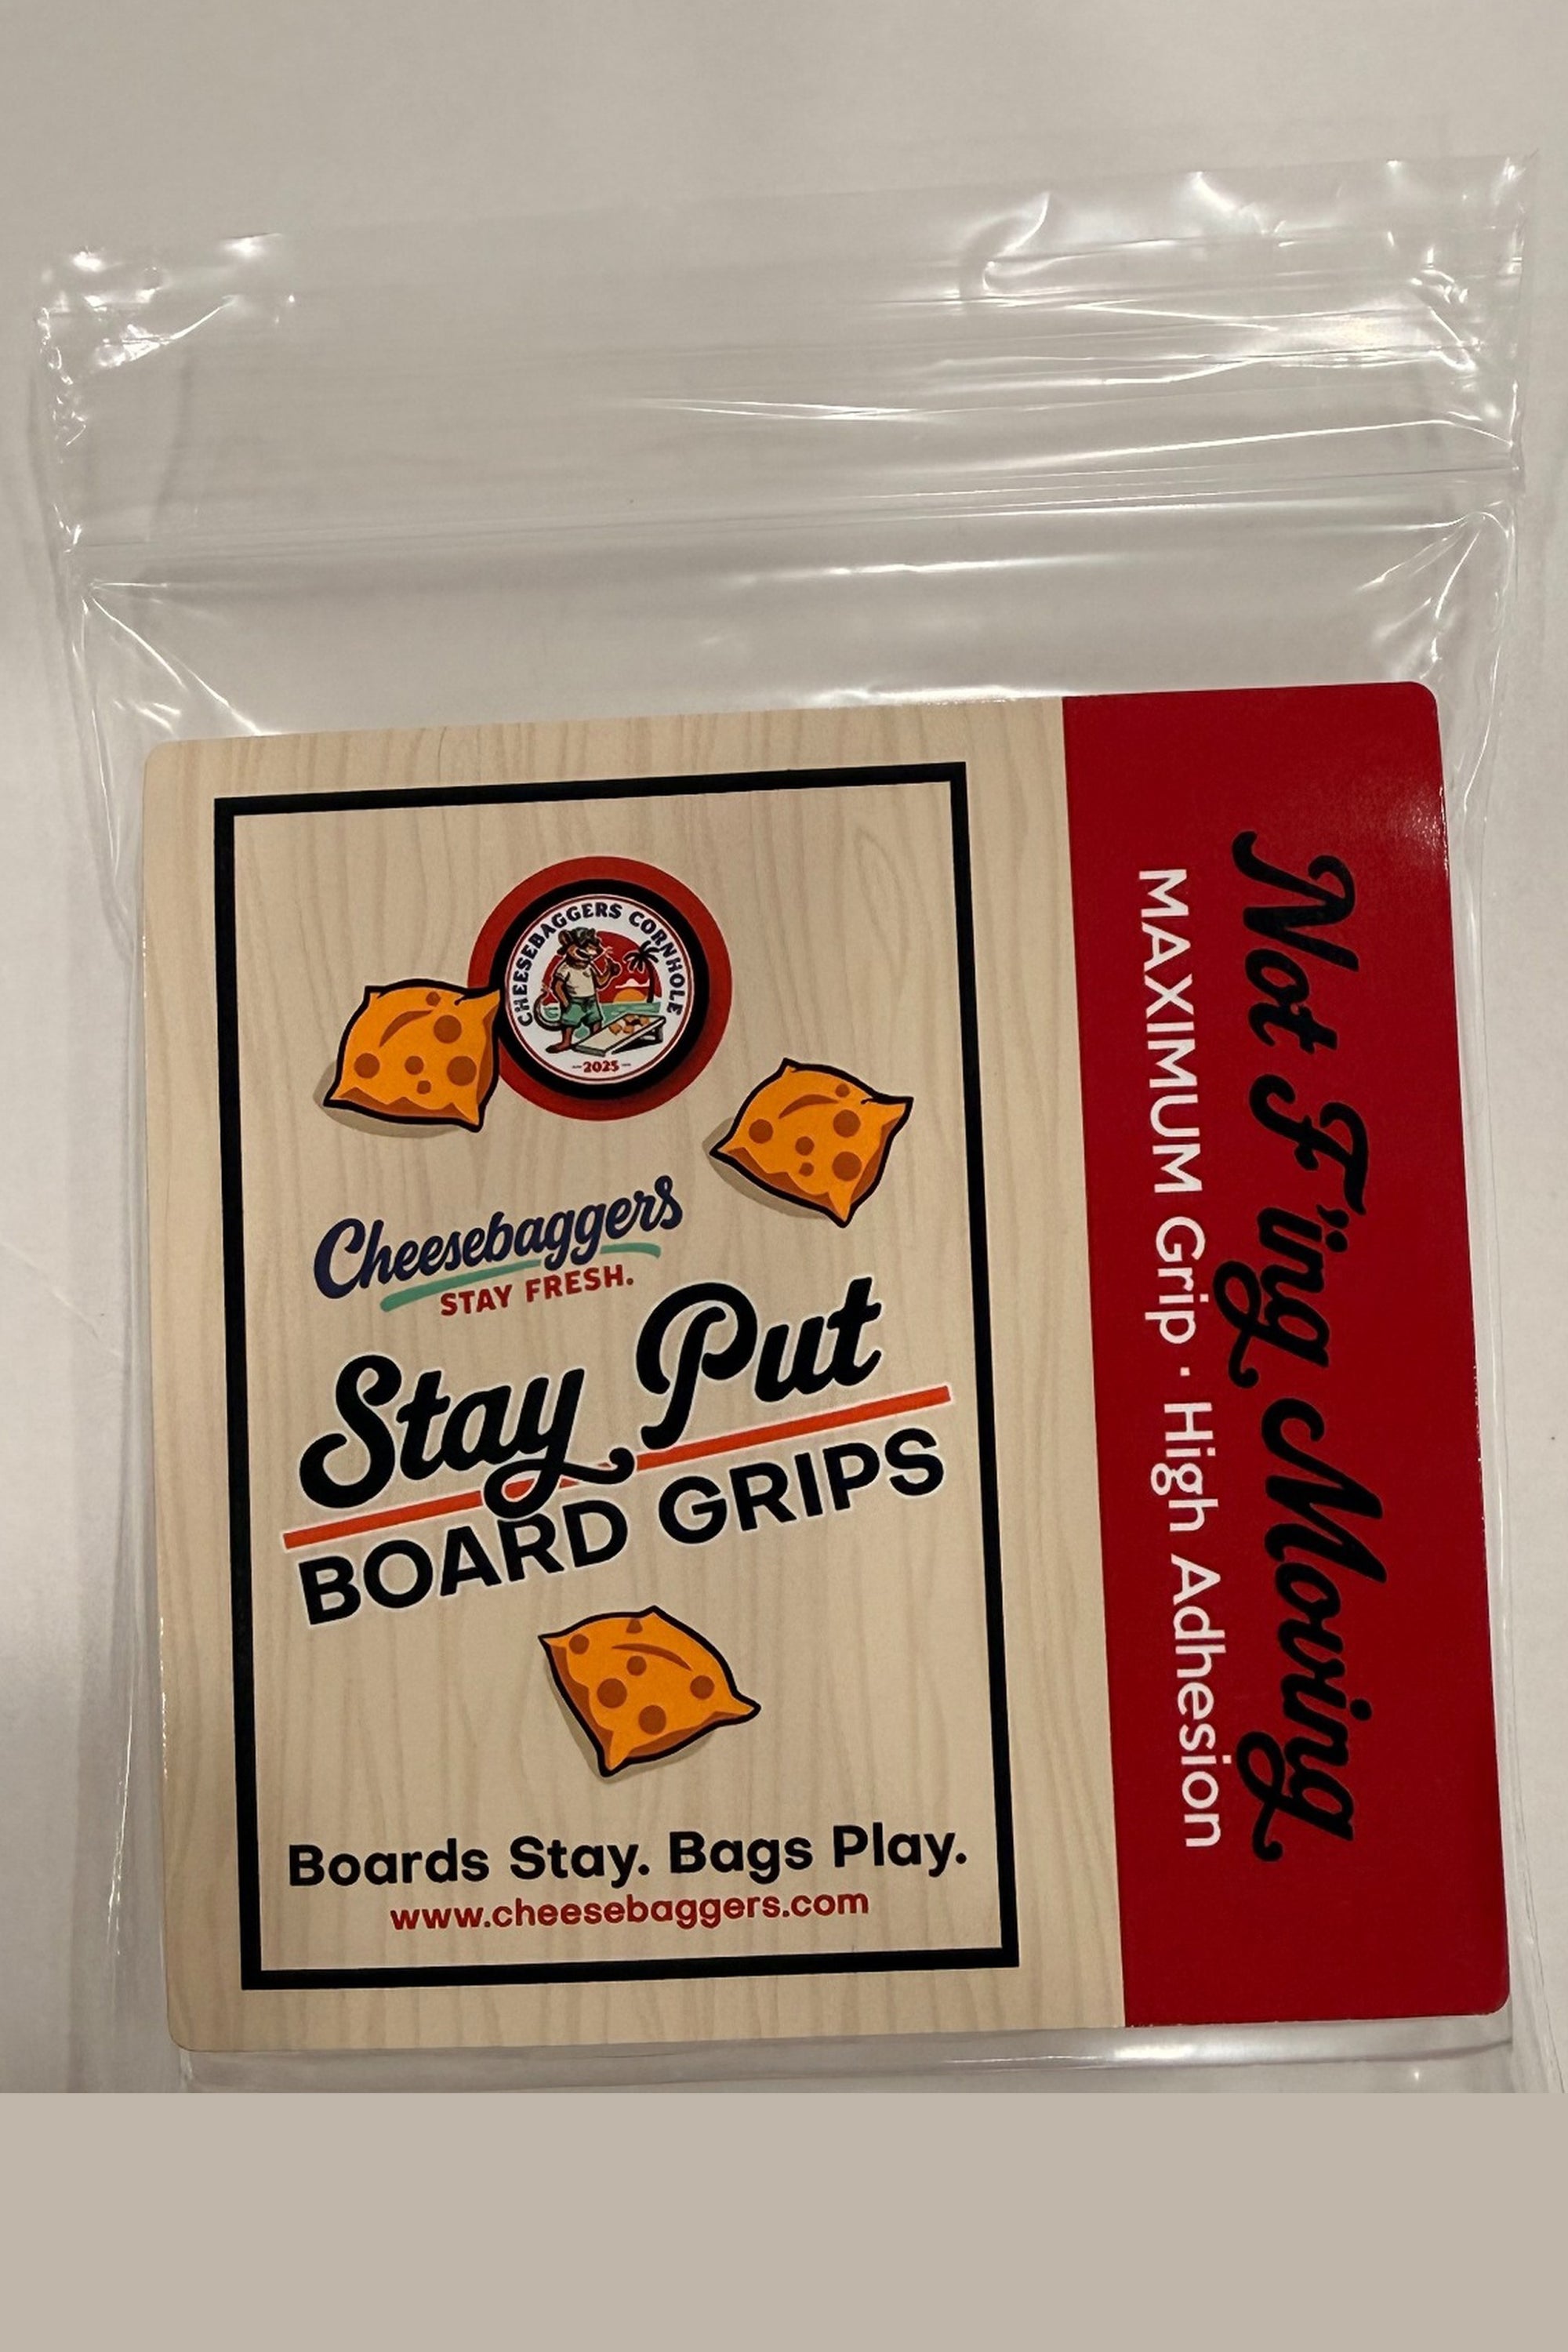 CHEESEBAGGERS CORNHOLE
2025
Cheesebaggers
STAY FRESH.
Stay Put
BOARD GRIPS
Boards Stay. Bags Play.
www.cheesebaggers.com
Not F'ing Moving
MAXIMUM Grip · High Adhesion